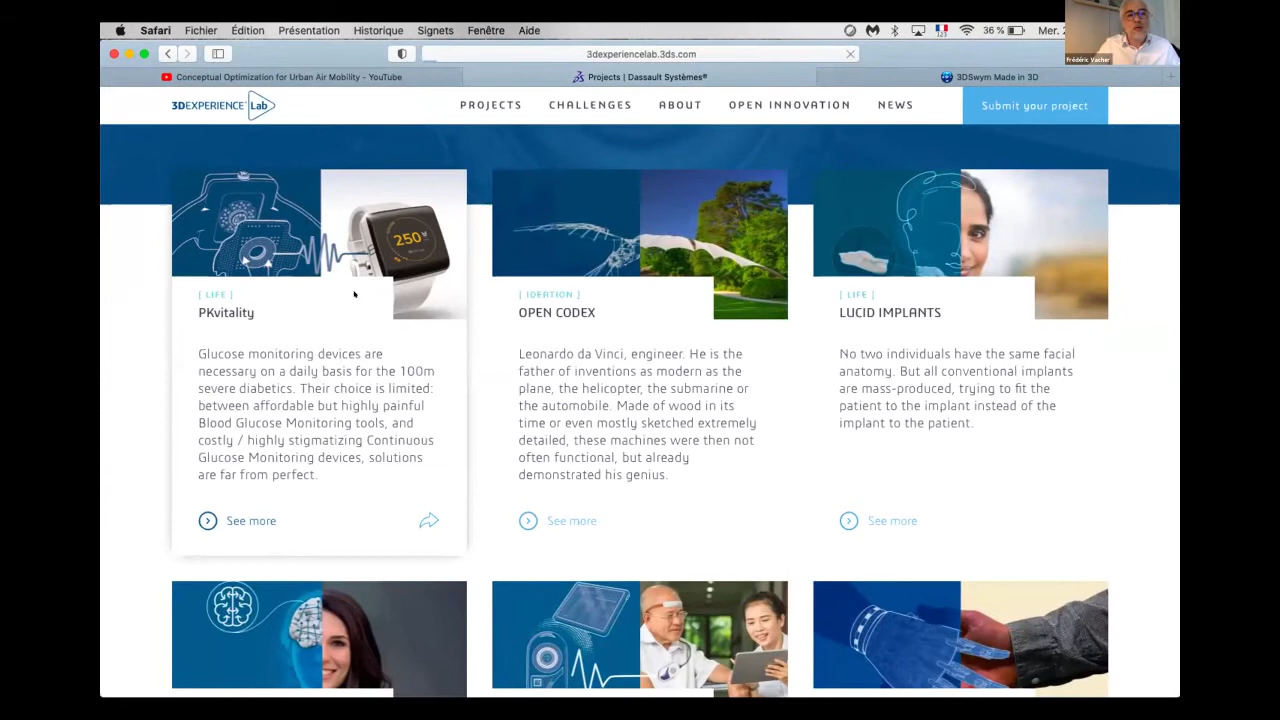 Safari Fichier Édition Présentation Historique Signets Fenêtre Aide 123 36 % Mer. 2
Frédéric Vacher
3dexperiencelab.3ds.com
Conceptual Optimization for Urban Air Mobility - YouTube
Projects | Dassault Systèmes®
3DSwym Made in 3D
3DEXPERIENCE® Lab
PROJECTS CHALLENGES ABOUT OPEN INNOVATION NEWS Submit your project
250
[ LIFE ]
PKvitality
Glucose monitoring devices are
necessary on a daily basis for the 100m
severe diabetics. Their choice is limited:
between affordable but highly painful
Blood Glucose Monitoring tools, and
costly / highly stigmatizing Continuous
Glucose Monitoring devices, solutions
are far from perfect.
See more
[ IDEATION ]
OPEN CODEX
Leonardo da Vinci, engineer. He is the
father of inventions as modern as the
plane, the helicopter, the submarine or
the automobile. Made of wood in its
time or even mostly sketched extremely
detailed, these machines were then not
often functional, but already
demonstrated his genius.
See more
[ LIFE ]
LUCID IMPLANTS
No two individuals have the same facial
anatomy. But all conventional implants
are mass-produced, trying to fit the
patient to the implant instead of the
implant to the patient.
See more